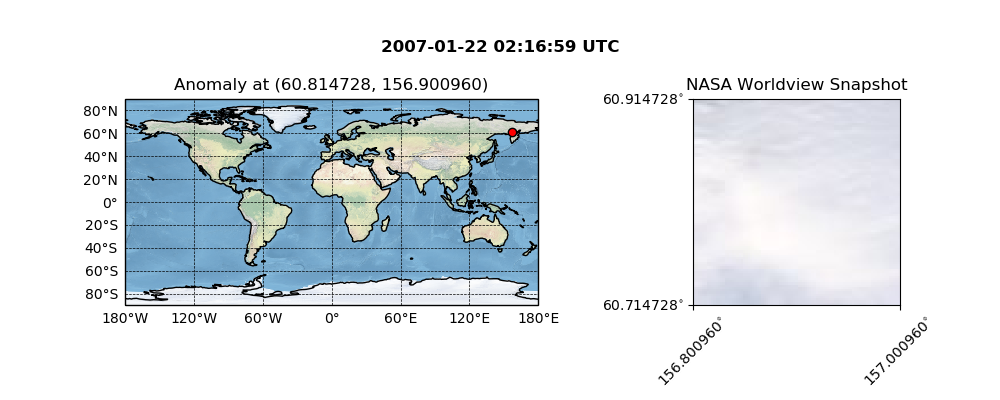 2007-01-22 02:16:59 UTC
Anomaly at (60.814728, 156.900960)
NASA Worldview Snapshot
80°N
60°N
40°N
20°N
0°
20°S
40°S
60°S
80°S
180°W 120°W 60°W 0° 60°E 120°E 180°E
60.914728°
60.714728°
156.800960°
157.000960°